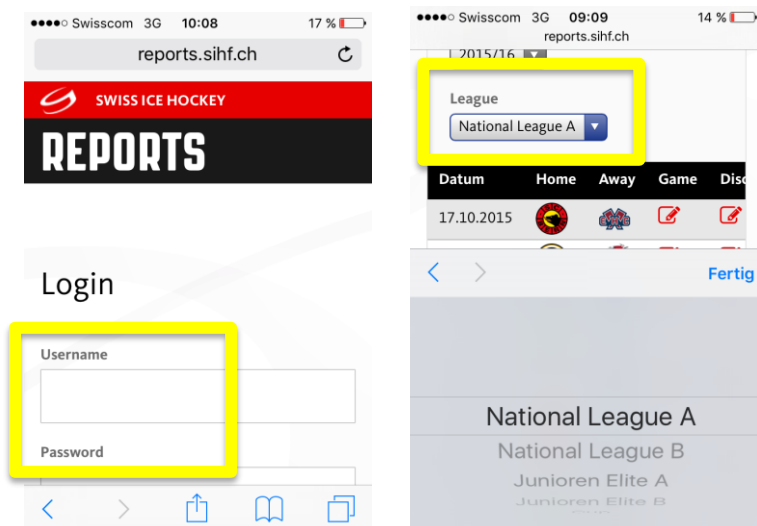 Swisscom 3G 10:08 17 %
reports.sihf.ch
SWISS ICE HOCKEY
REPORTS
Login
Username
Password
Swisscom 3G 09:09 14 %
reports.sihf.ch
2015/16
League
National League A
Datum Home Away Game Disc
17.10.2015
Fertig
National League A
National League B
Junioren Elite A
Junioren Elite B